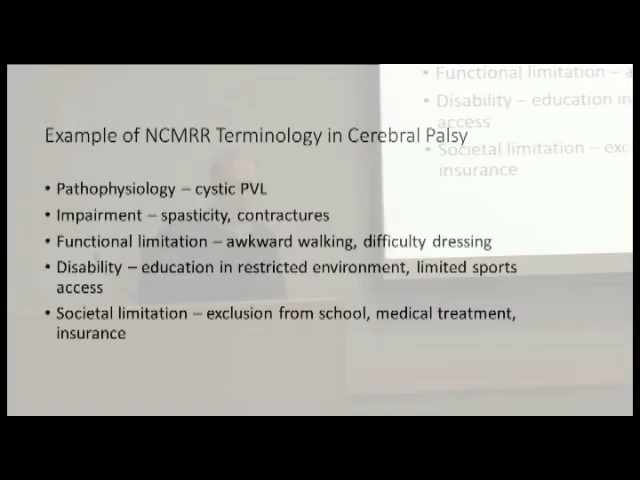 Example of NCMRR Terminology in Cerebral Palsy
• Pathophysiology – cystic PVL
• Impairment – spasticity, contractures
• Functional limitation – awkward walking, difficulty dressing
• Disability – education in restricted environment, limited sports
access
• Societal limitation – exclusion from school, medical treatment,
insurance
• Functional limitation –
• Disability – education in
access
• Societal limitation – exc
insurance